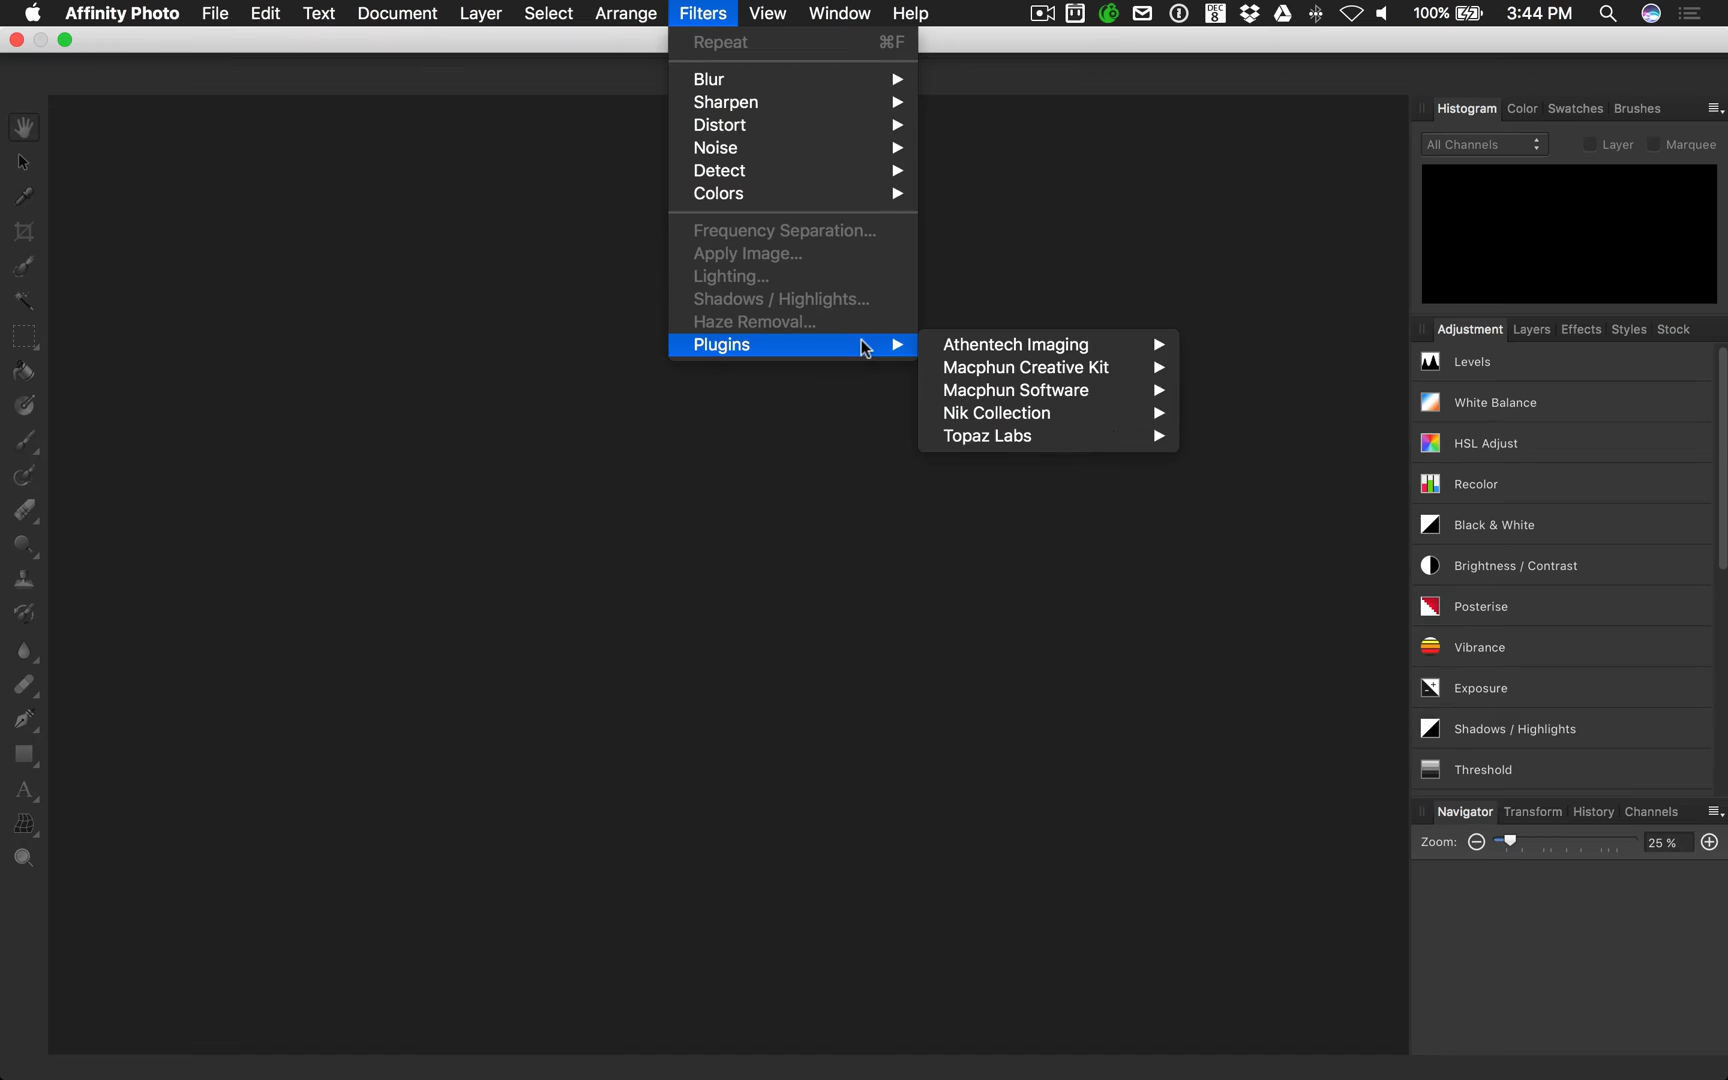 Affinity Photo File Edit Text Document Layer Select Arrange Filters View Window Help DEC 8 100% 3:44 PM
Repeat ⌘F
Blur
Sharpen
Distort
Noise
Detect
Colors
Frequency Separation...
Apply Image...
Lighting...
Shadows / Highlights...
Haze Removal...
Plugins
Athentech Imaging
Macphun Creative Kit
Macphun Software
Nik Collection
Topaz Labs
Histogram Color Swatches Brushes
All Channels Layer Marquee
Adjustment Layers Effects Styles Stock
Levels
White Balance
HSL Adjust
Recolor
Black & White
Brightness / Contrast
Posterise
Vibrance
Exposure
Shadows / Highlights
Threshold
Navigator Transform History Channels
Zoom: 25 %